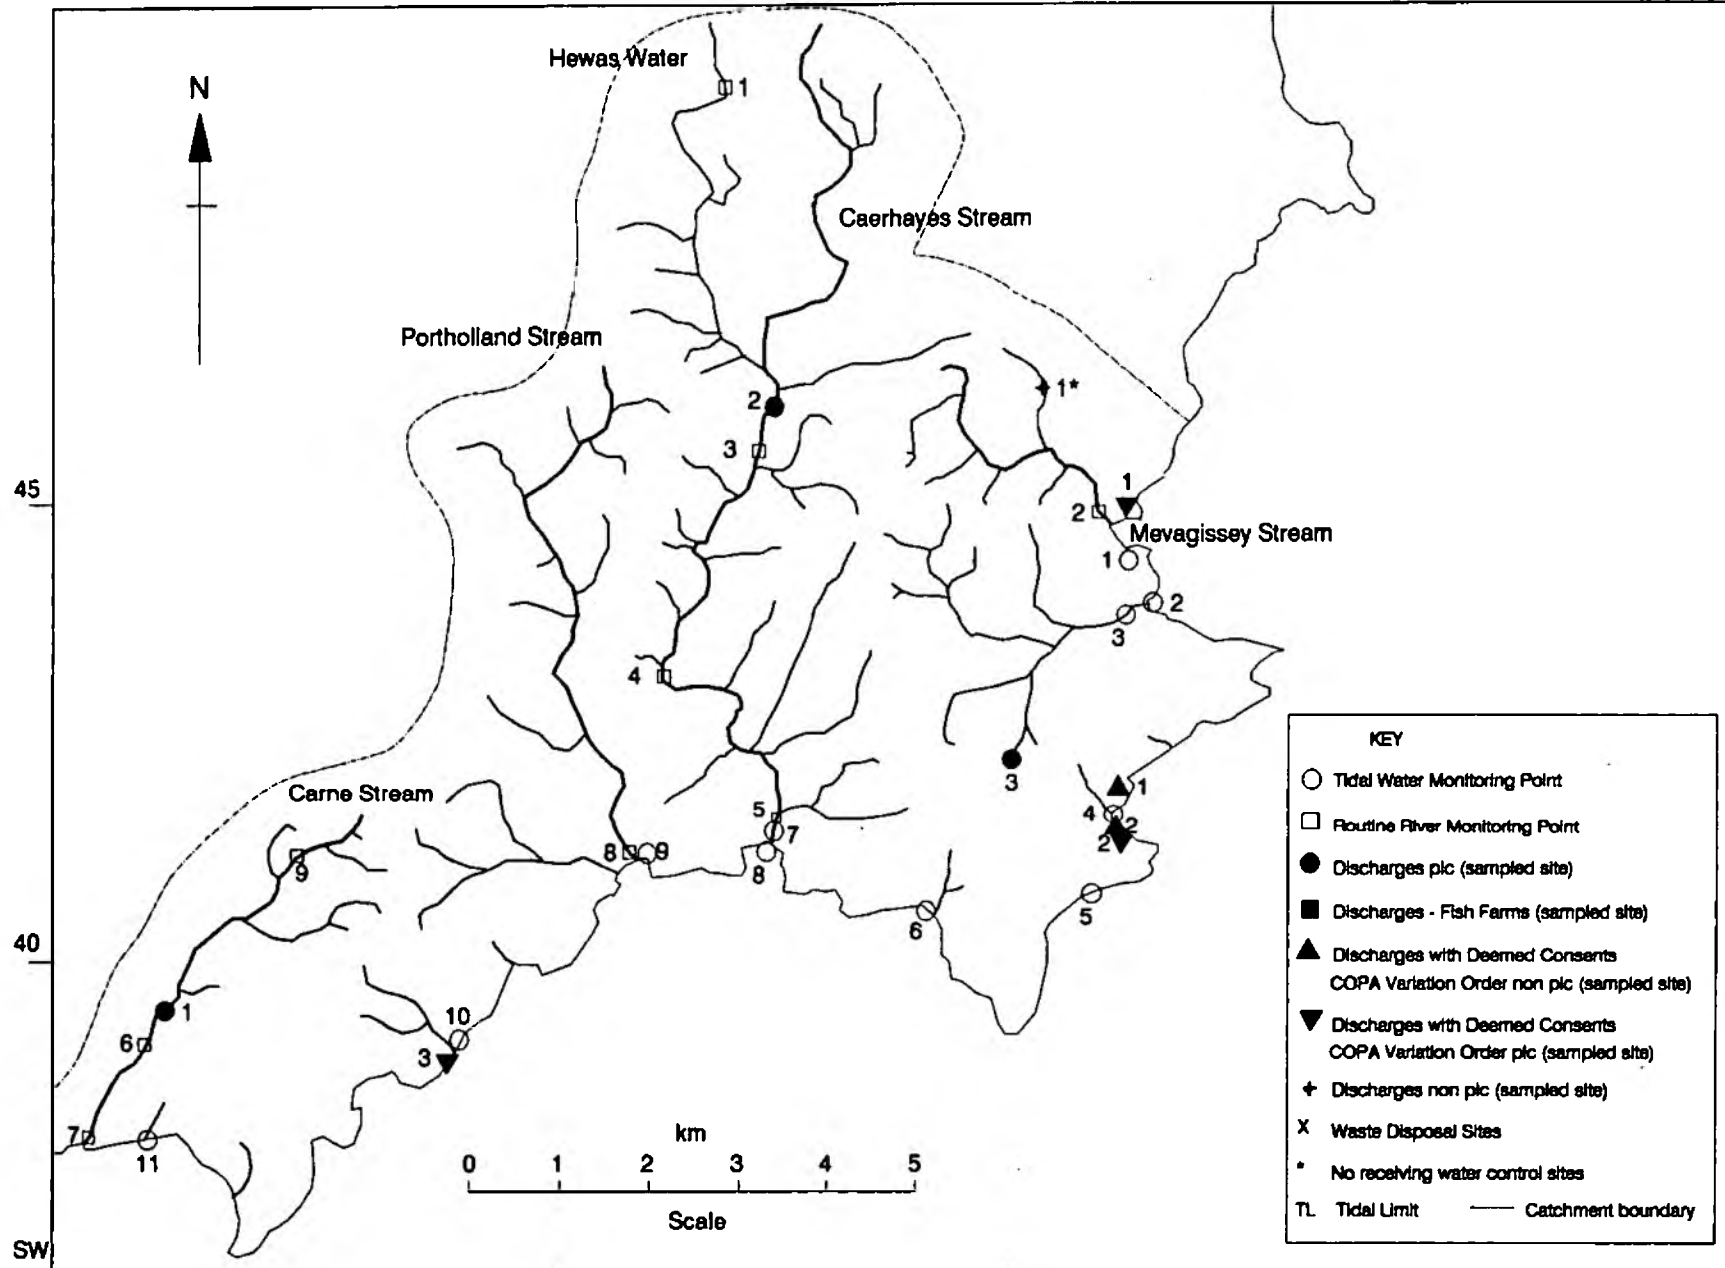 Hewas Water
N
1
Caerhayes Stream
Portholland Stream
1*
2
3
45
1
2
Mevagissey Stream
1
2
3
4
3
1
4
2
2
Carne Stream
5
7
8
9
8
9
5
6
40
1
6
10
3
7
11
km
0 1 2 3 4 5
Scale
SW
KEY
Tidal Water Monitoring Point
Routine River Monitoring Point
Discharges plc (sampled site)
Discharges - Fish Farms (sampled site)
Discharges with Deemed Consents
COPA Variation Order non plc (sampled site)
Discharges with Deemed Consents
COPA Variation Order plc (sampled site)
Discharges non plc (sampled site)
X Waste Disposal Sites
* No receiving water control sites
TL Tidal Limit Catchment boundary